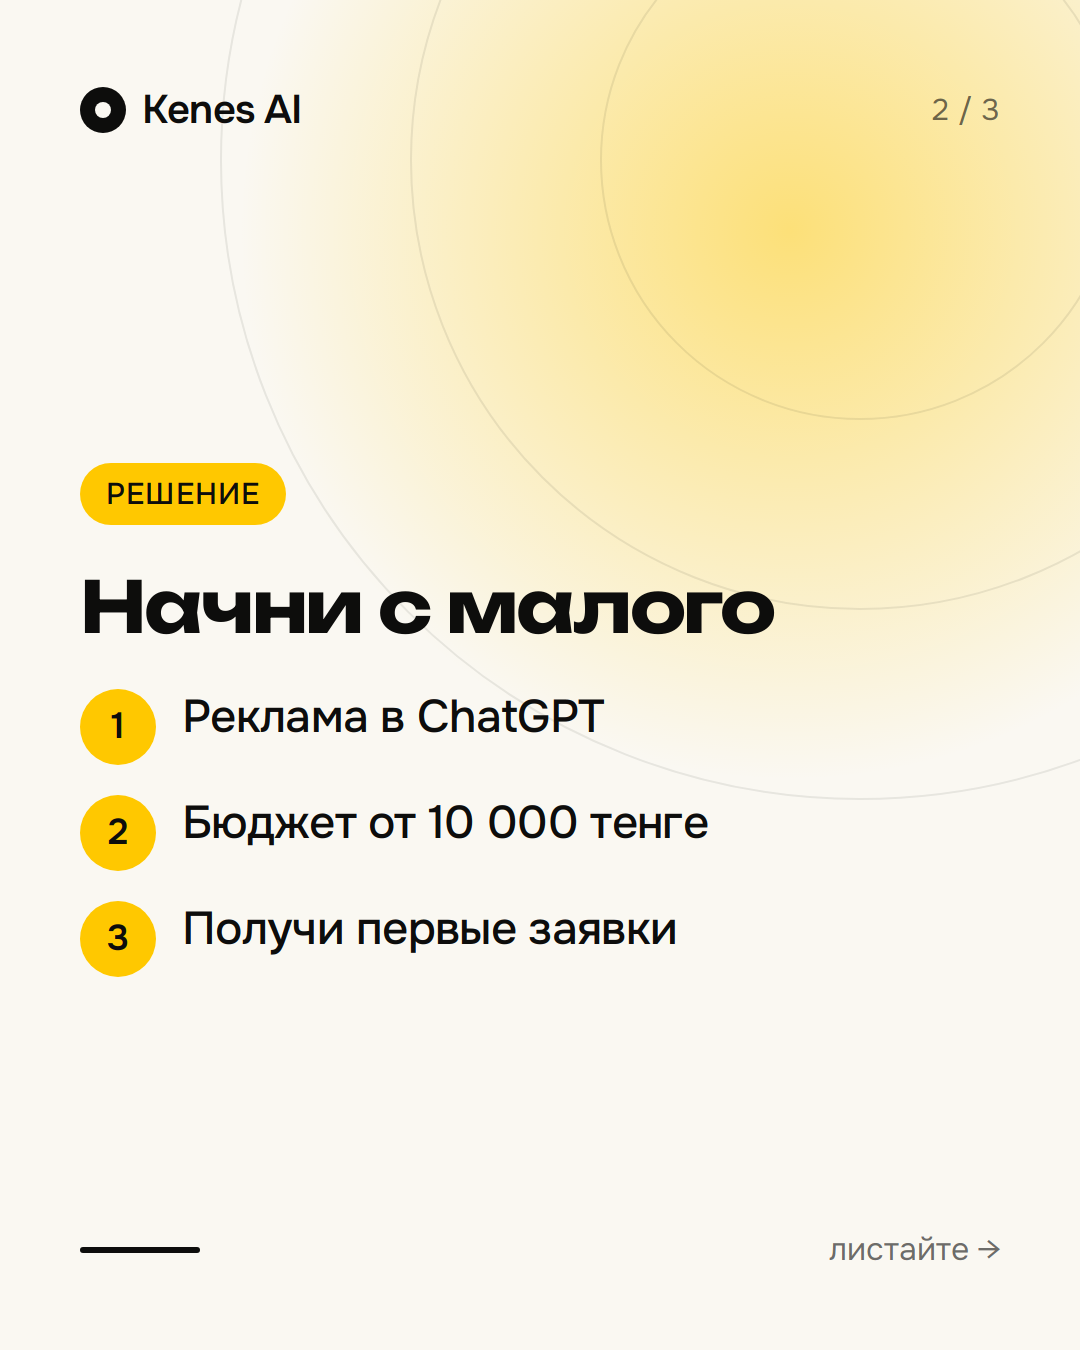 Kenes AI
2 / 3
РЕШЕНИЕ
Начни с малого
1 Реклама в ChatGPT
2 Бюджет от 10 000 тенге
3 Получи первые заявки
листайте →